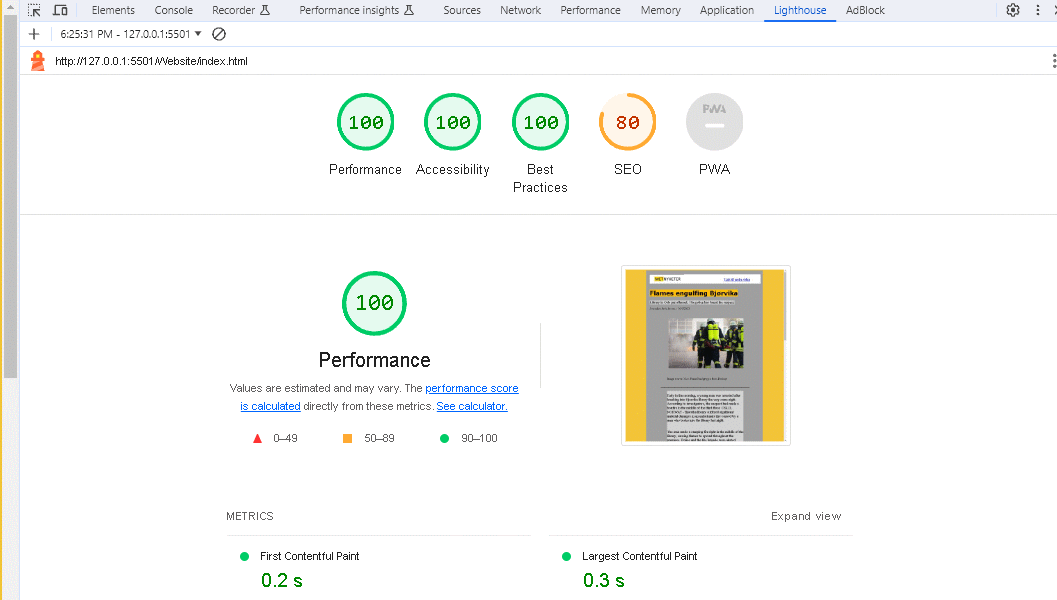 Elements Console Recorder Performance insights Sources Network Performance Memory Application Lighthouse AdBlock
6:25:31 PM - 127.0.0.1:5501
http://127.0.0.1:5501/Website/index.html
100 100 100 80 PWA
Performance Accessibility Best Practices SEO PWA
100
Performance
Values are estimated and may vary. The performance score
is calculated directly from these metrics. See calculator.
0–49 50–89 90–100
Flames engulfing Bjorvika
METRICS Expand view
First Contentful Paint Largest Contentful Paint
0.2 s 0.3 s